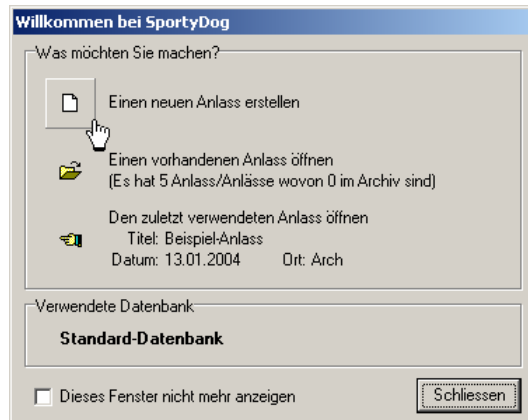 Willkommen bei SportyDog
Was möchten Sie machen?
Einen neuen Anlass erstellen
Einen vorhandenen Anlass öffnen
(Es hat 5 Anlass/Anlässe wovon 0 im Archiv sind)
Den zuletzt verwendeten Anlass öffnen
Titel: Beispiel-Anlass
Datum: 13.01.2004 Ort: Arch
Verwendete Datenbank
Standard-Datenbank
Dieses Fenster nicht mehr anzeigen
Schliessen